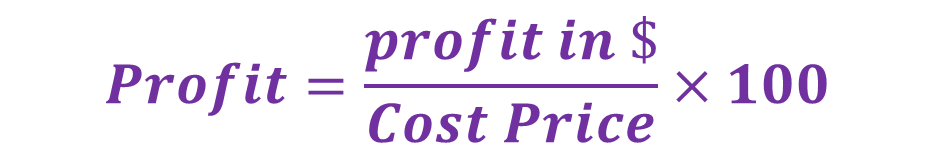 profit in $
Profit = × 100
Cost Price